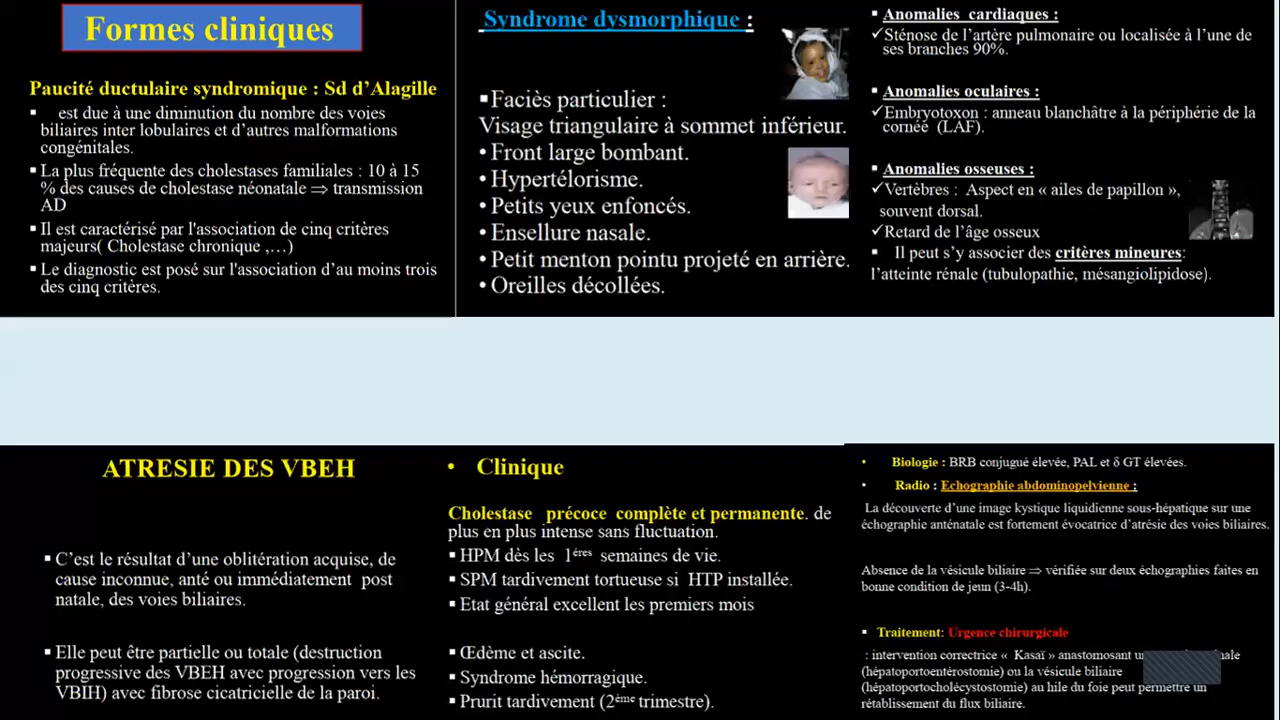 Formes cliniques
Paucité ductulaire syndromique : Sd d’Alagille
▪ est due à une diminution du nombre des voies
biliaires inter lobulaires et d’autres malformations
congénitales.
▪ La plus fréquente des cholestases familiales : 10 à 15
% des causes de cholestase néonatale ⇒ transmission
AD
▪ Il est caractérisé par l'association de cinq critères
majeurs( Cholestase chronique ,…)
▪ Le diagnostic est posé sur l'association d’au moins trois
des cinq critères.
Syndrome dysmorphique :
▪Faciès particulier :
Visage triangulaire à sommet inférieur.
• Front large bombant.
• Hypertélorisme.
• Petits yeux enfoncés.
• Ensellure nasale.
• Petit menton pointu projeté en arrière.
• Oreilles décollées.
▪ Anomalies cardiaques :
✓Sténose de l’artère pulmonaire ou localisée à l’une de
ses branches 90%.
▪ Anomalies oculaires :
✓Embryotoxon : anneau blanchâtre à la périphérie de la
cornée (LAF).
▪ Anomalies osseuses :
✓Vertèbres : Aspect en « ailes de papillon »,
souvent dorsal.
✓Retard de l’âge osseux
▪ Il peut s’y associer des critères mineures:
l’atteinte rénale (tubulopathie, mésangiolipidose).
ATRESIE DES VBEH
▪ C’est le résultat d’une oblitération acquise, de
cause inconnue, anté ou immédiatement post
natale, des voies biliaires.
▪ Elle peut être partielle ou totale (destruction
progressive des VBEH avec progression vers les
VBIH) avec fibrose cicatricielle de la paroi.
• Clinique
Cholestase précoce complète et permanente. de
plus en plus intense sans fluctuation.
▪ HPM dès les 1éres semaines de vie.
▪ SPM tardivement tortueuse si HTP installée.
▪ Etat général excellent les premiers mois
▪ Œdème et ascite.
▪ Syndrome hémorragique.
▪ Prurit tardivement (2ème trimestre).
• Biologie : BRB conjugué élevée, PAL et δ GT élevées.
• Radio : Echographie abdominopelvienne :
La découverte d’une image kystique liquidienne sous-hépatique sur une
échographie anténatale est fortement évocatrice d’atrésie des voies biliaires.
Absence de la vésicule biliaire ⇒ vérifiée sur deux échographies faites en
bonne condition de jeun (3-4h).
▪ Traitement: Urgence chirurgicale
: intervention correctrice « Kasaï » anastomosant
(hépatoportoentérostomie) ou la vésicule biliaire
(hépatoportocholécystostomie) au hile du foie peut permettre un
rétablissement du flux biliaire.